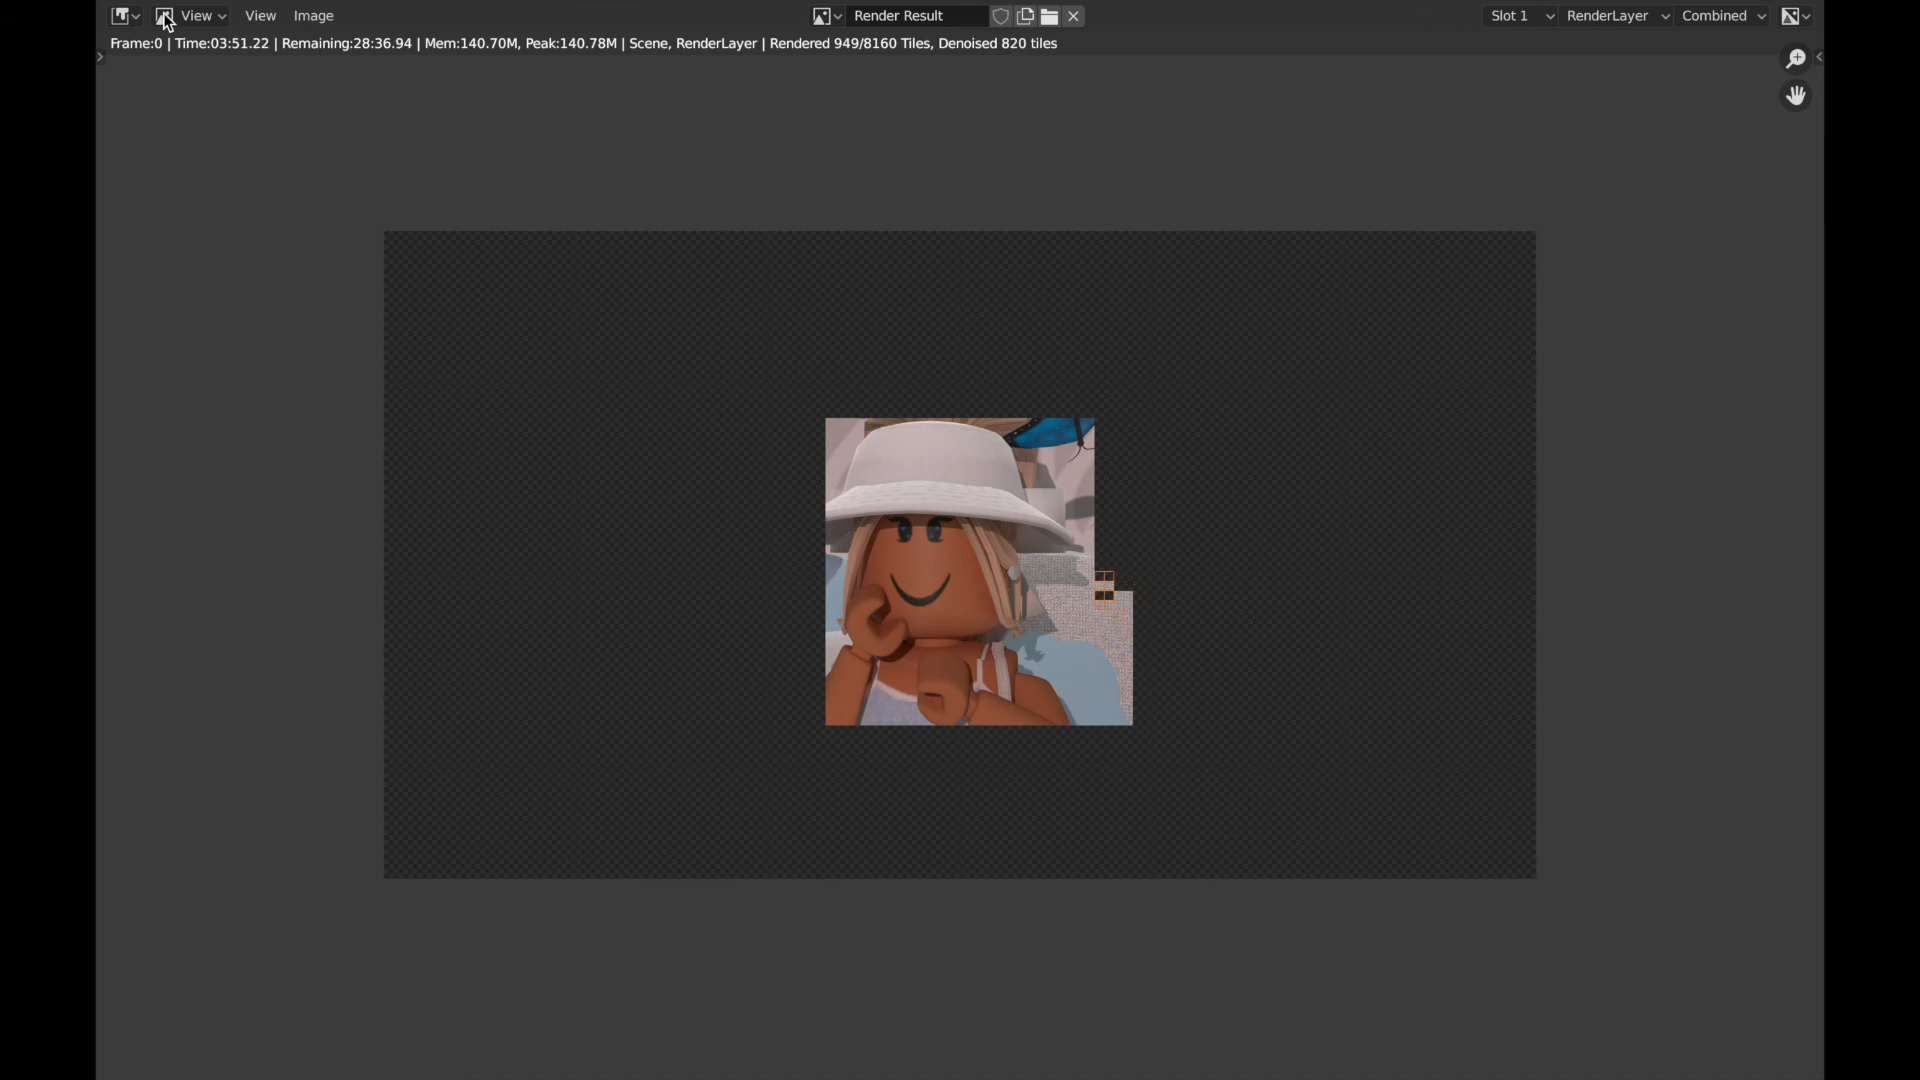 View View Image Render Result Slot 1 RenderLayer Combined
Frame:0 | Time:03:51.22 | Remaining:28:36.94 | Mem:140.70M, Peak:140.78M | Scene, RenderLayer | Rendered 949/8160 Tiles, Denoised 820 tiles